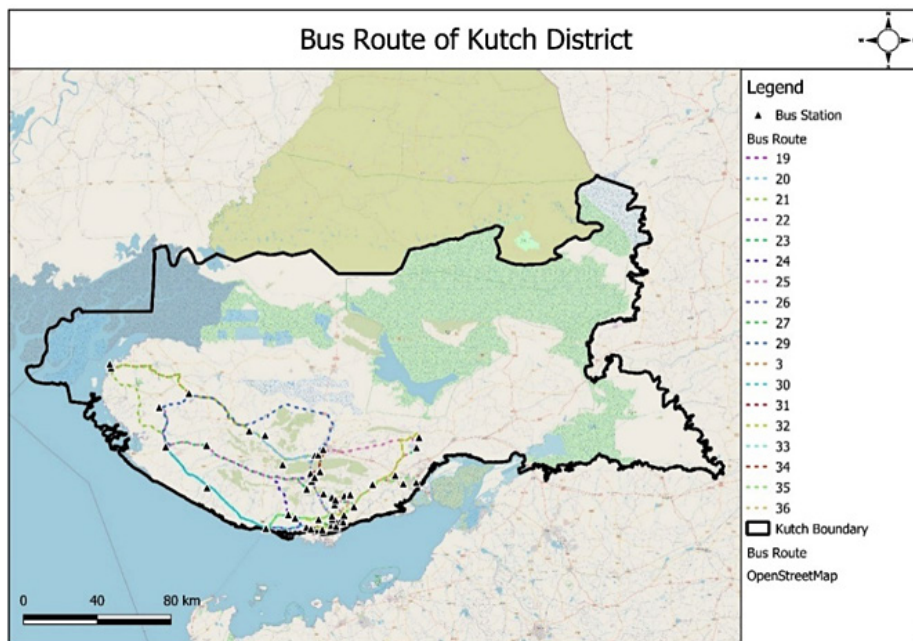 Bus Route of Kutch District
Legend
Bus Station
Bus Route
19
20
21
22
23
24
25
26
27
29
3
30
31
32
33
34
35
36
Kutch Boundary
Bus Route
OpenStreetMap
0 40 80 km